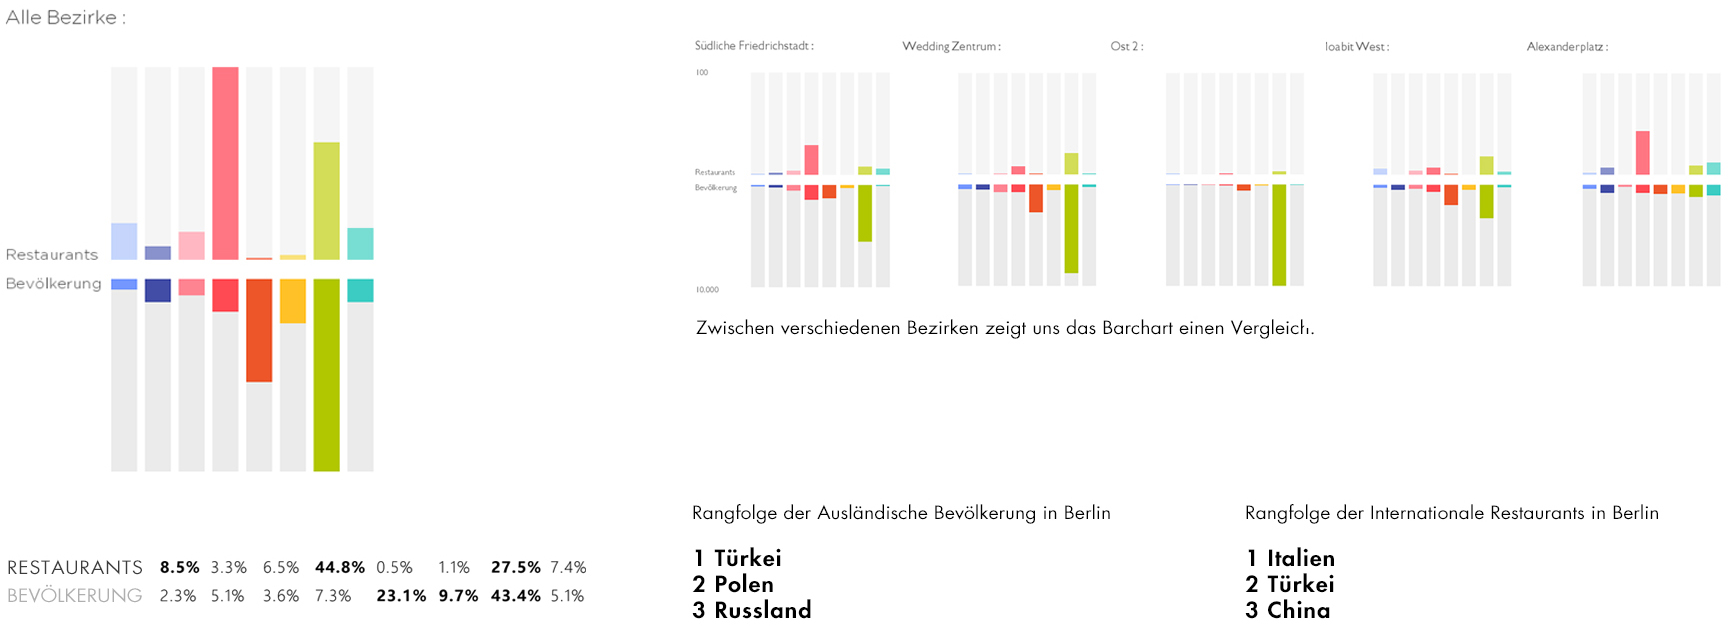 Alle Bezirke :
Restaurants
Bevölkerung
RESTAURANTS 8.5% 3.3% 6.5% 44.8% 0.5% 1.1% 27.5% 7.4%
BEVÖLKERUNG 2.3% 5.1% 3.6% 7.3% 23.1% 9.7% 43.4% 5.1%
Südliche Friedrichstadt : Wedding Zentrum : Ost 2 : loabit West : Alexanderplatz :
100
Restaurants
Bevölkerung
10.000
Zwischen verschiedenen Bezirken zeigt uns das Barchart einen Vergleich.
Rangfolge der Ausländische Bevölkerung in Berlin
1 Türkei
2 Polen
3 Russland
Rangfolge der Internationale Restaurants in Berlin
1 Italien
2 Türkei
3 China